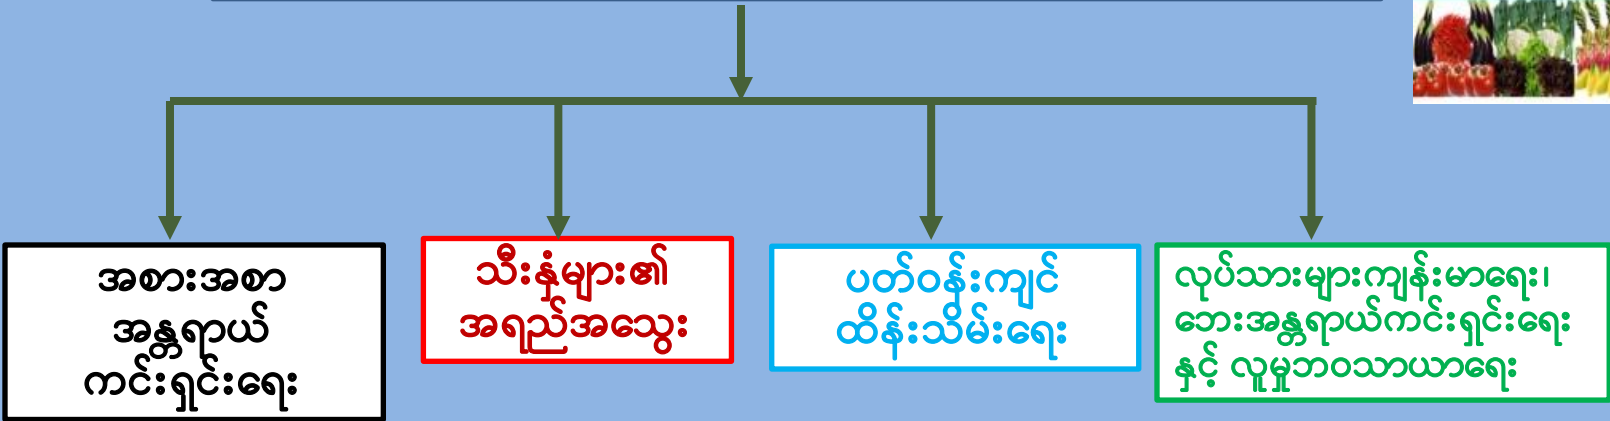 အစားအစာ
အန္တရာယ်
ကင်းရှင်းရေး
သီးနှံများ၏
အရည်အသွေး
ပတ်ဝန်းကျင်
ထိန်းသိမ်းရေး
လုပ်သားများကျန်းမာရေး၊
ဘေးအန္တရာယ်ကင်းရှင်းရေး
နှင့် လူမှုဘဝသာယာရေး